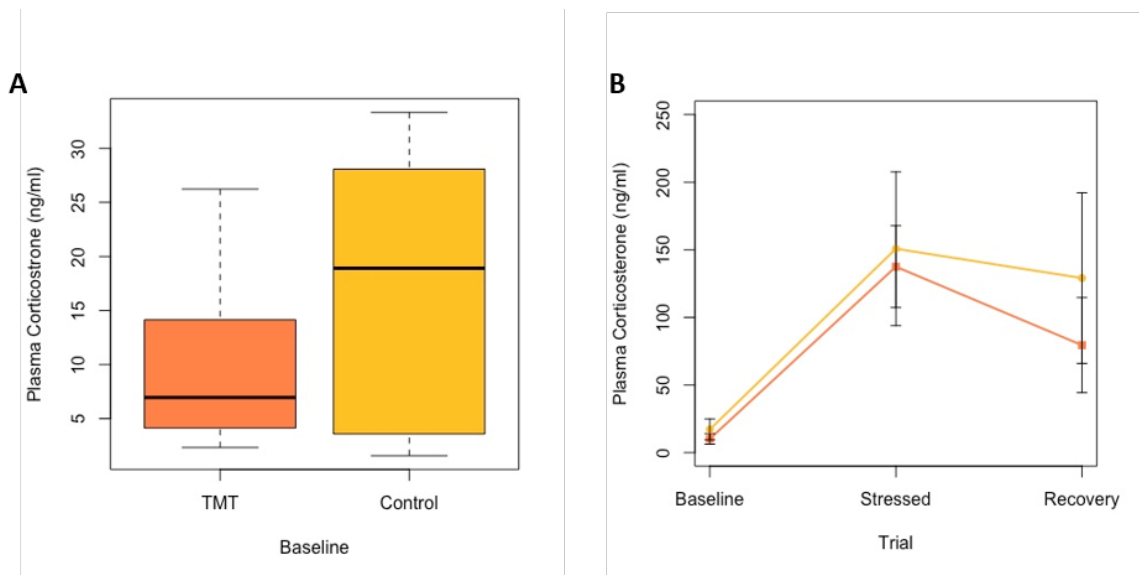 A
Plasma Corticostrone (ng/ml)
30
25
20
15
10
5
TMT
Control
Baseline
B
Plasma Corticosterone (ng/ml)
250
200
150
100
50
0
Baseline
Stressed
Recovery
Trial